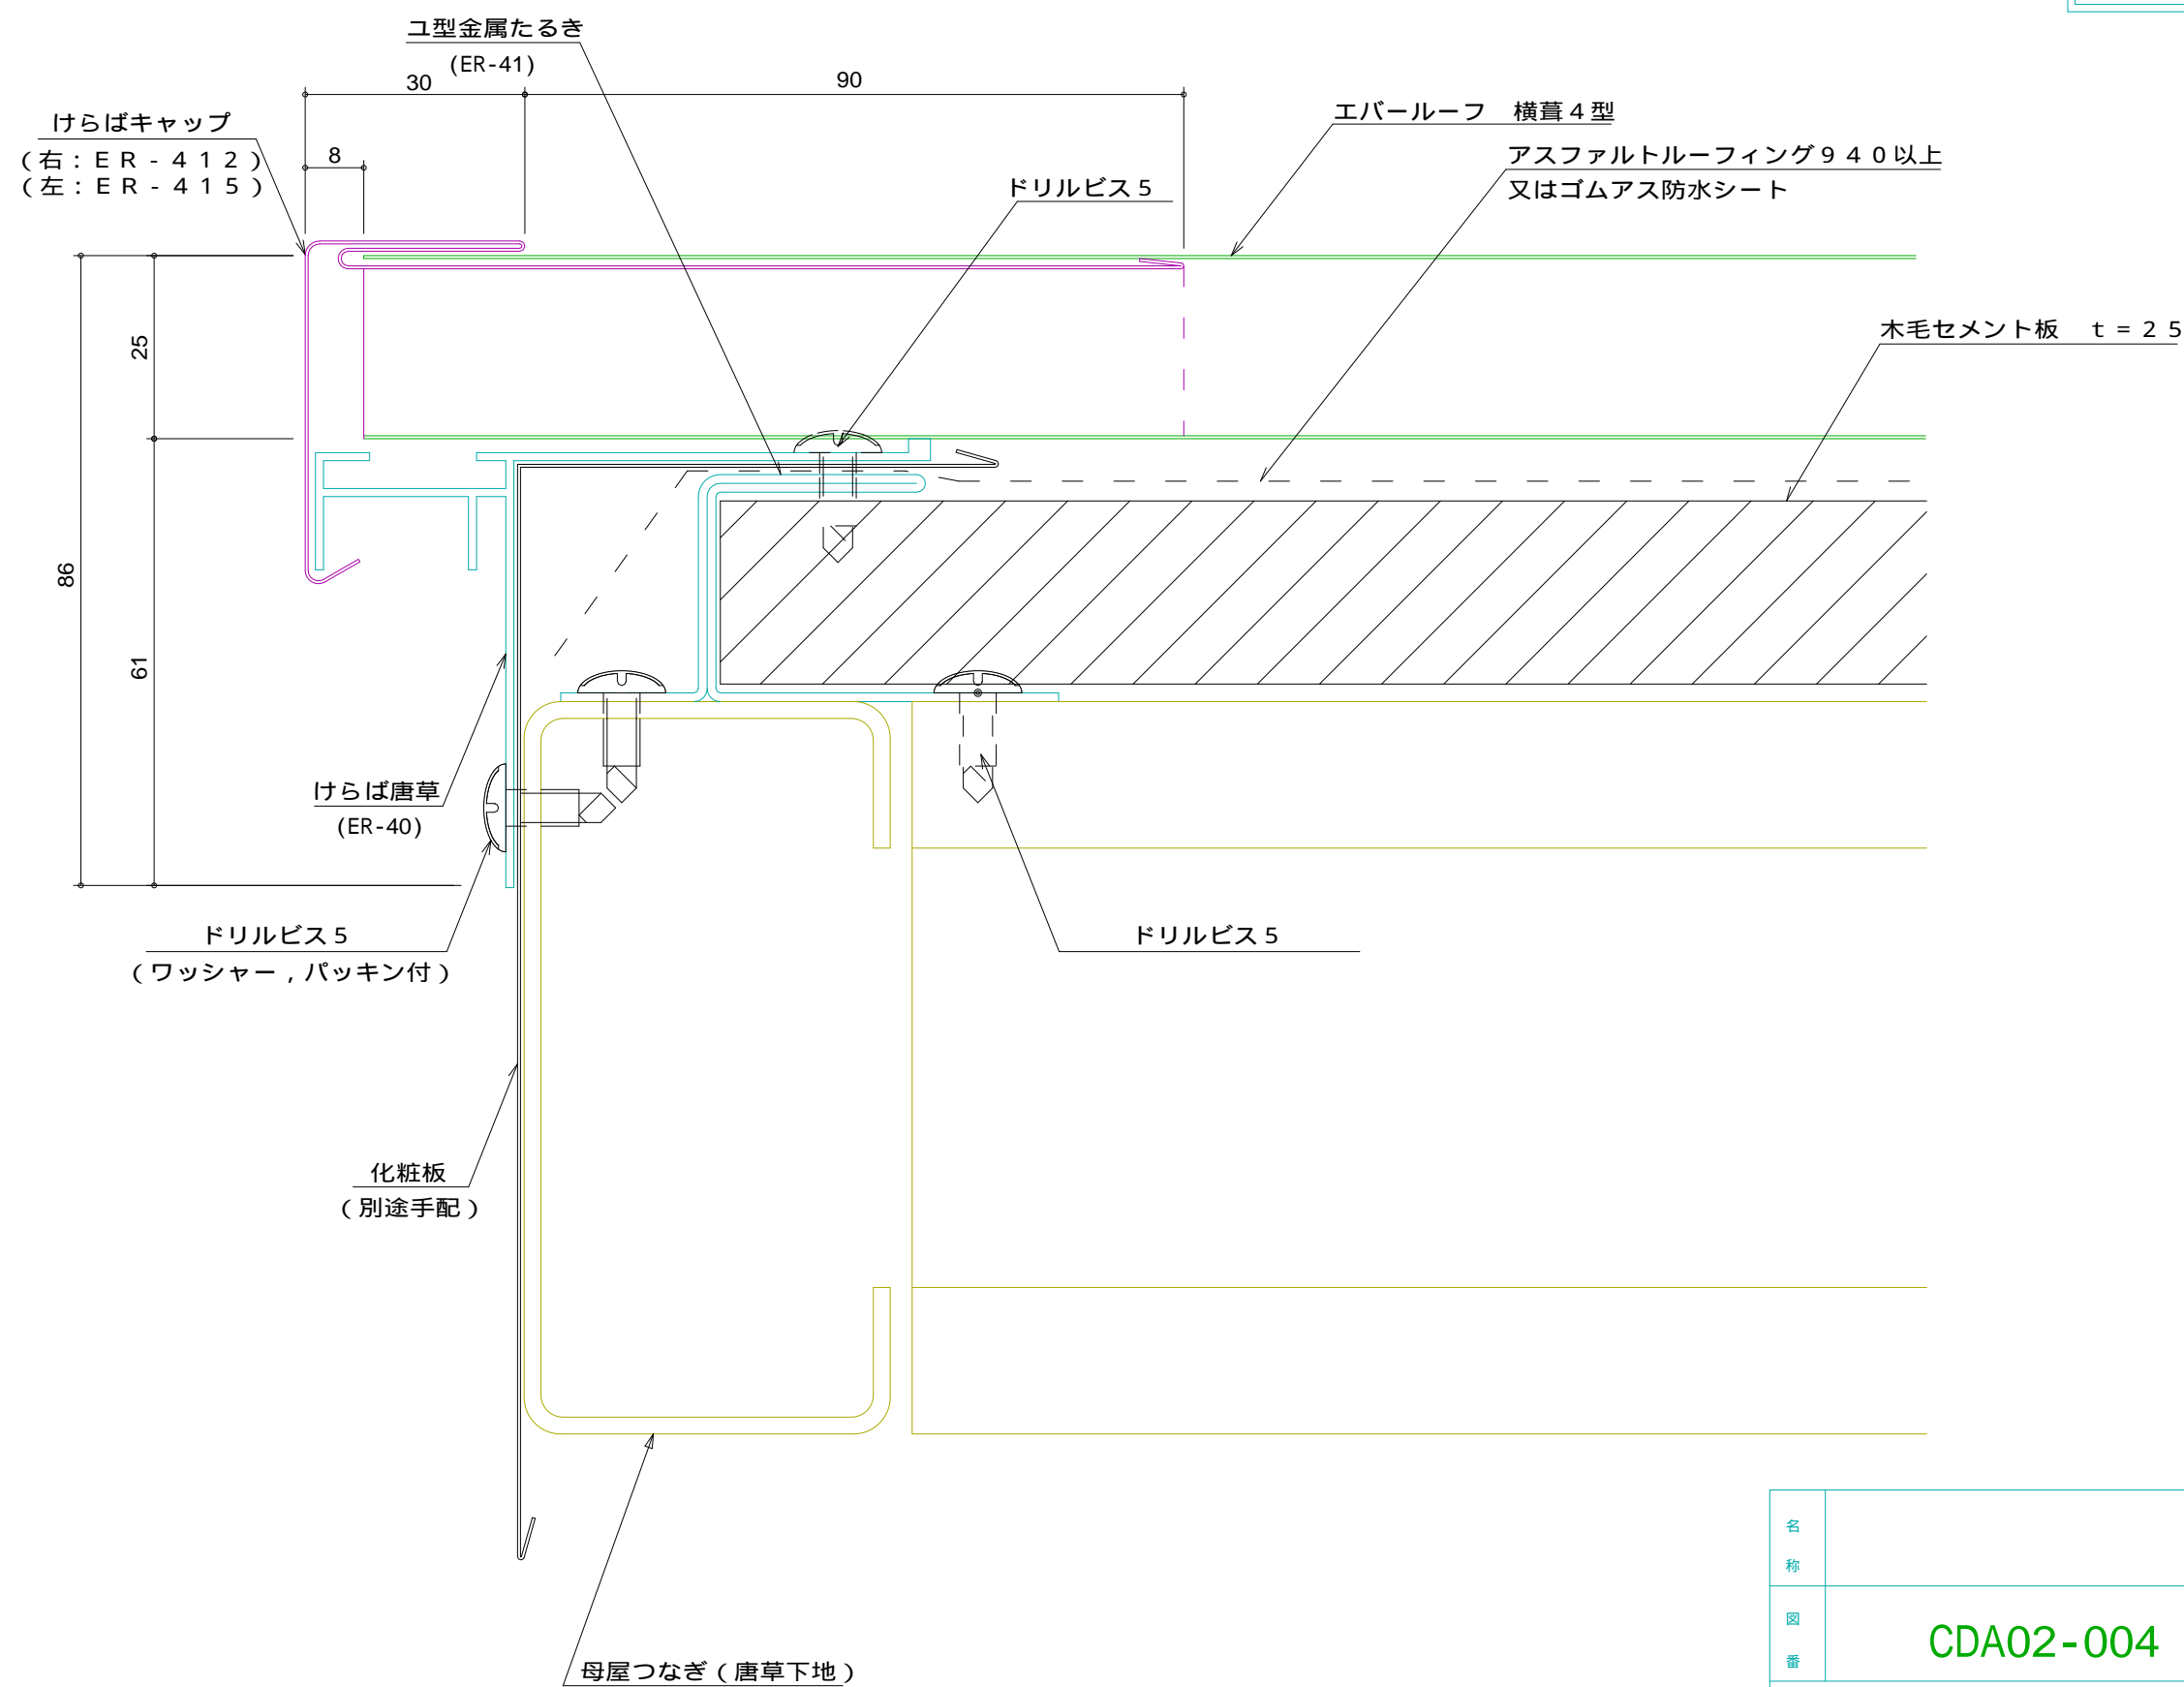 ユ型金属たるき
(ER-41)
30
90
けらばキャップ
（右：ＥＲ－４１２）
（左：ＥＲ－４１５）
8
エバールーフ　横葺４型
アスファルトルーフィング９４０以上
又はゴムアス防水シート
ドリルビス５
木毛セメント板　ｔ＝２５
25
86
61
けらば唐草
(ER-40)
ドリルビス５
（ワッシャー，パッキン付）
ドリルビス５
化粧板
（別途手配）
母屋つなぎ（唐草下地）
名称
図番
CDA02-004